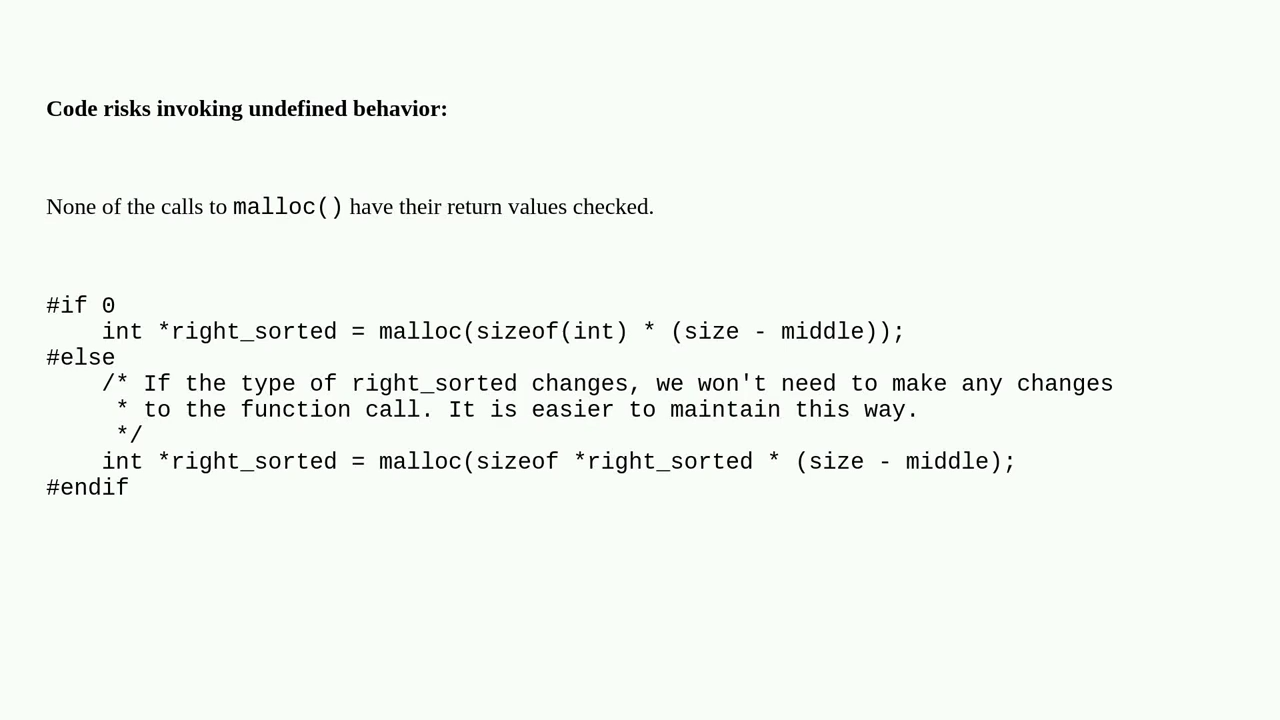 Code risks invoking undefined behavior:
None of the calls to malloc() have their return values checked.
#if 0
    int *right_sorted = malloc(sizeof(int) * (size - middle));
#else
    /* If the type of right_sorted changes, we won't need to make any changes
     * to the function call. It is easier to maintain this way.
     */
    int *right_sorted = malloc(sizeof *right_sorted * (size - middle);
#endif